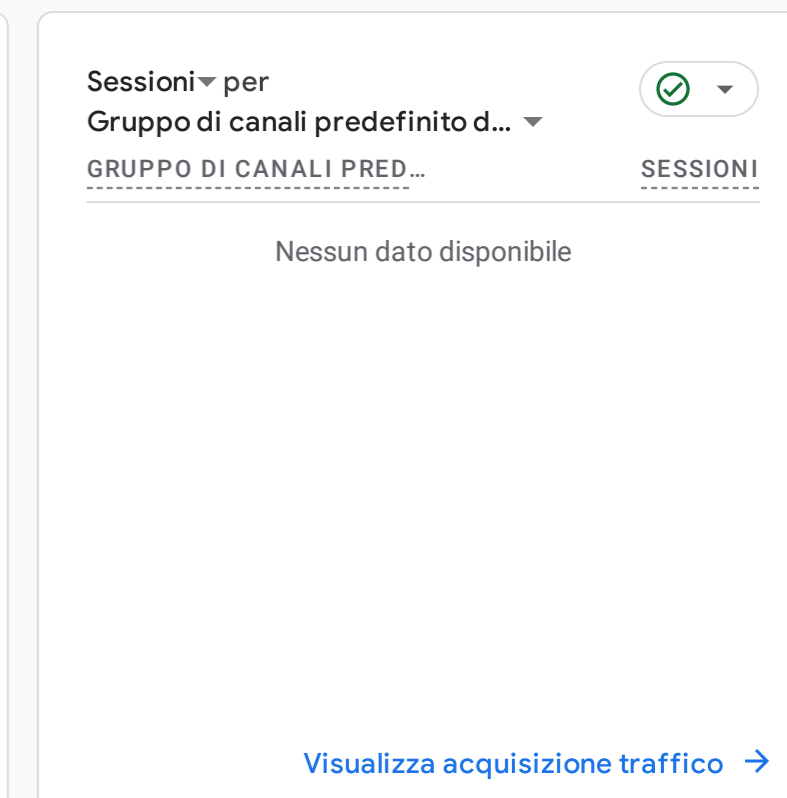 Sessioni per
Gruppo di canali predefinito d...
GRUPPO DI CANALI PRED... SESSIONI
Nessun dato disponibile
Visualizza acquisizione traffico